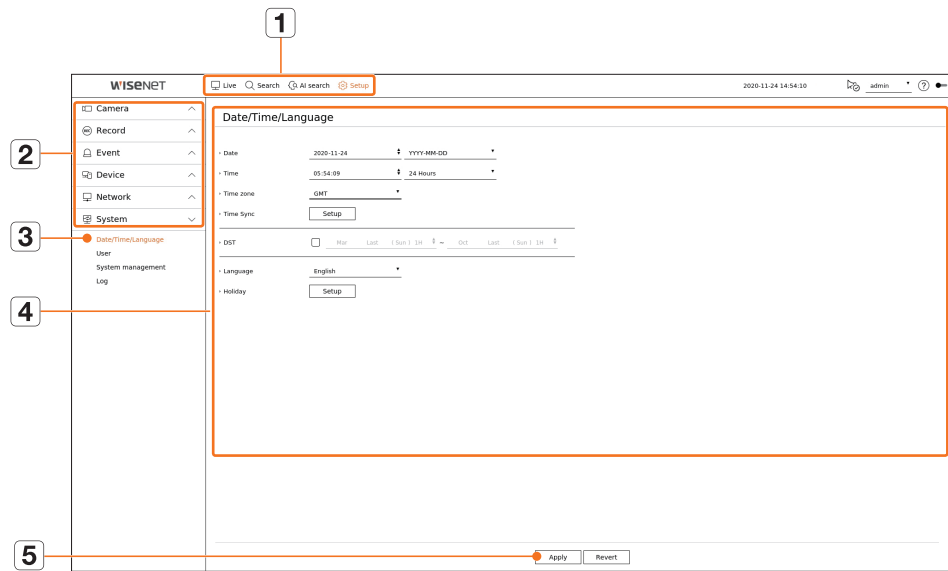 1
WISENET Live Search AI search Setup 2020-11-24 14:54:10 admin ?
Camera
Record
Event
Device
Network
System
Date/Time/Language
User
System management
Log
2
3
4
5
Date/Time/Language
Date 2020-11-24 YYYY-MM-DD
Time 05:54:09 24 Hours
Time zone GMT
Time Sync Setup
DST Mar Last ( Sun ) 1H ~ Oct Last ( Sun ) 1H
Language English
Holiday Setup
Apply Revert